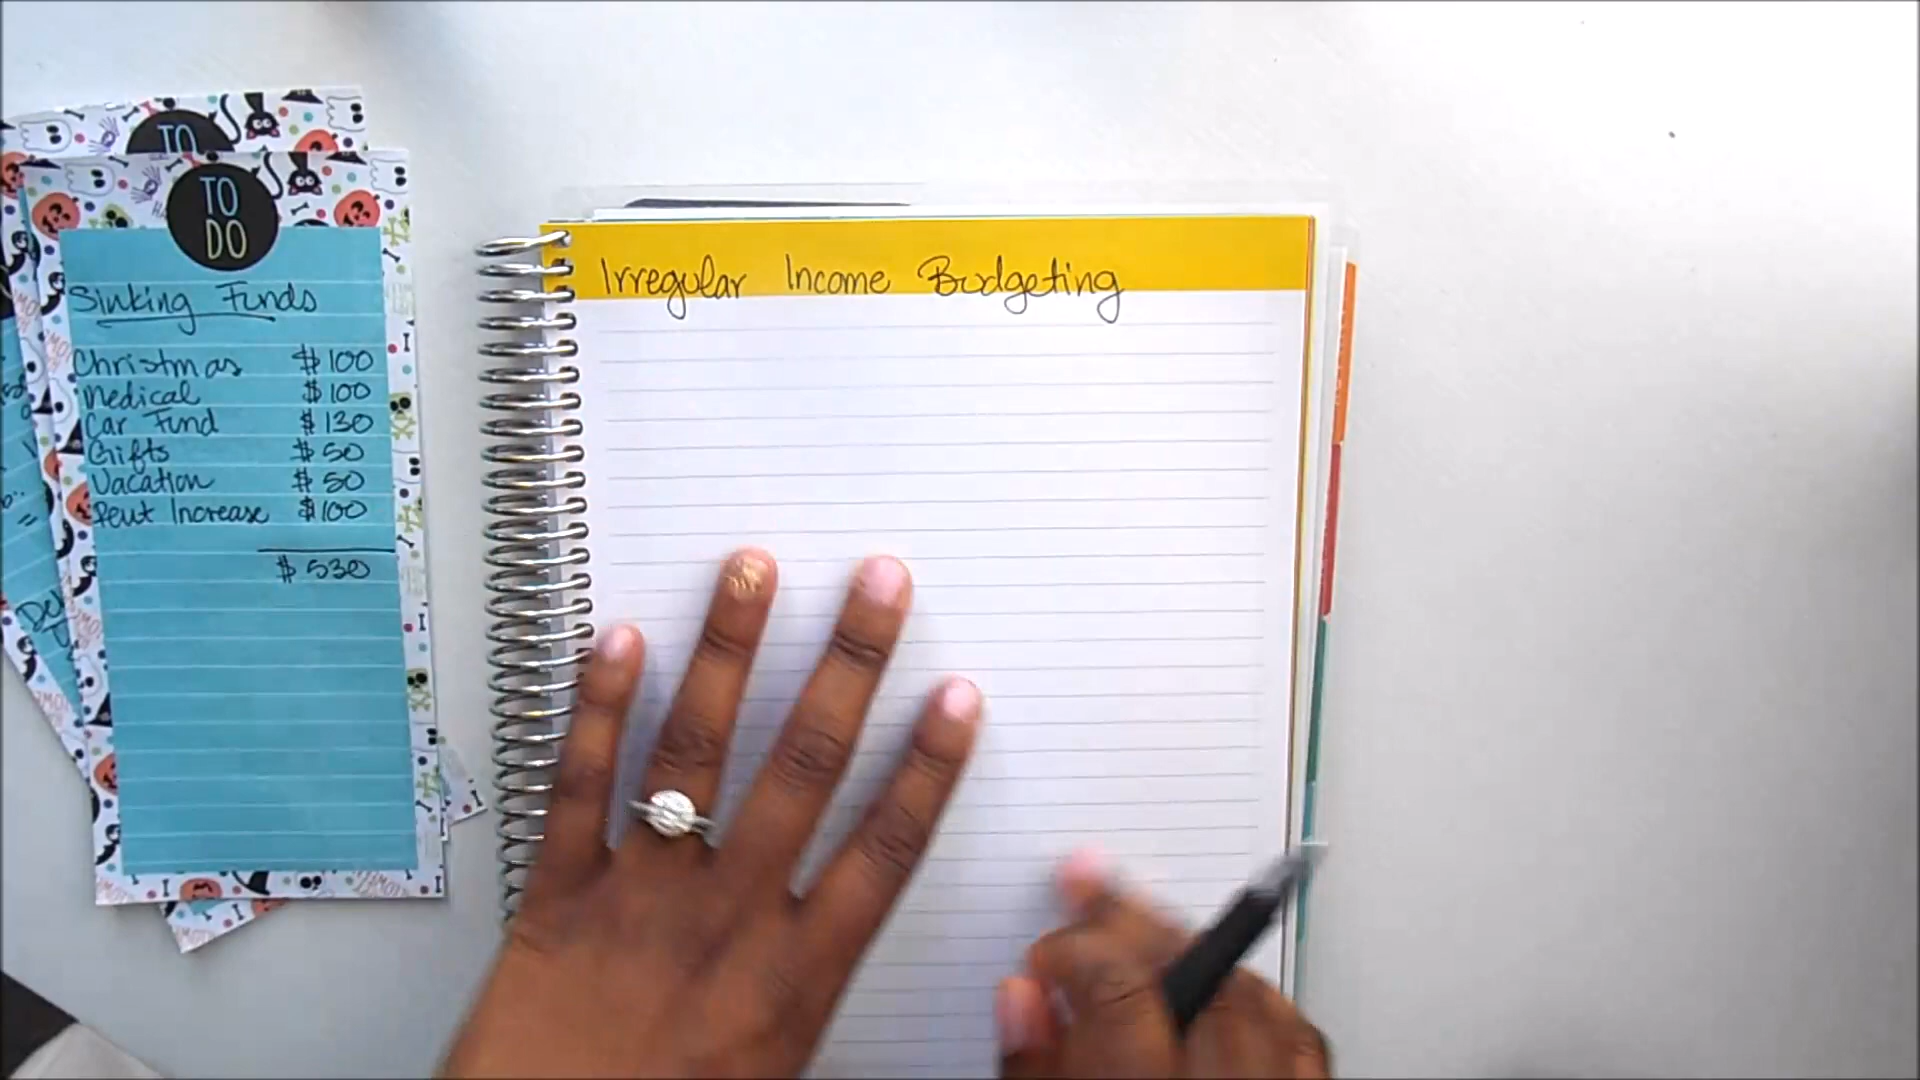 TO
TO
DO
Sinking Funds
Christmas $100
Medical $100
Car Fund $130
Gifts $50
Vacation $50
Rent Increase $100
$530
Irregular Income Budgeting